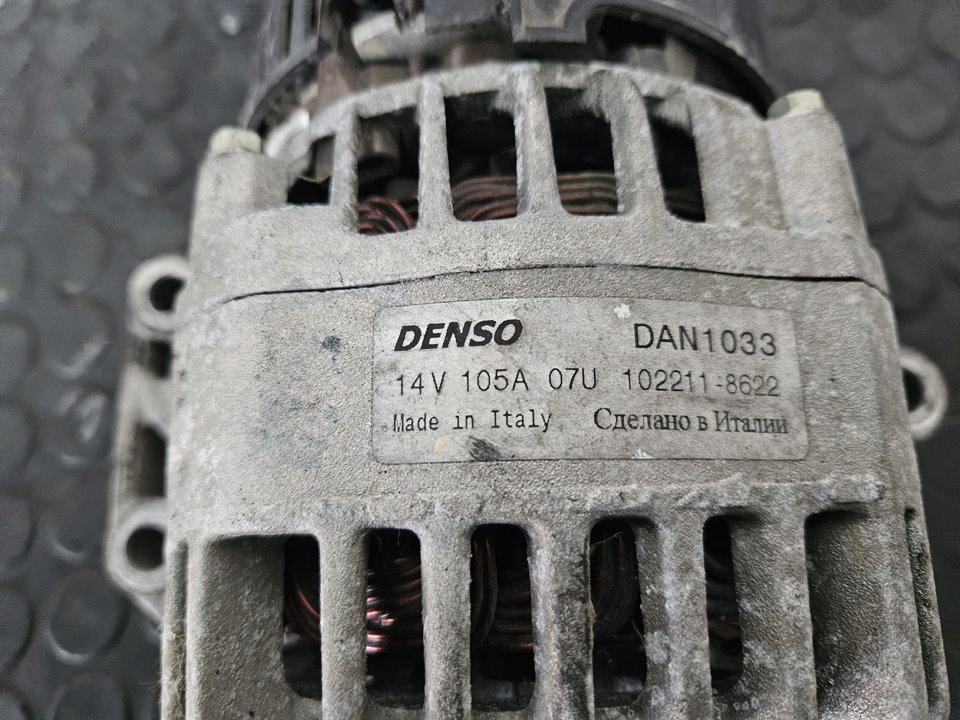 DENSO DAN1033
14V 105A 07U 102211-8622
Made in Italy Сделано в Италии